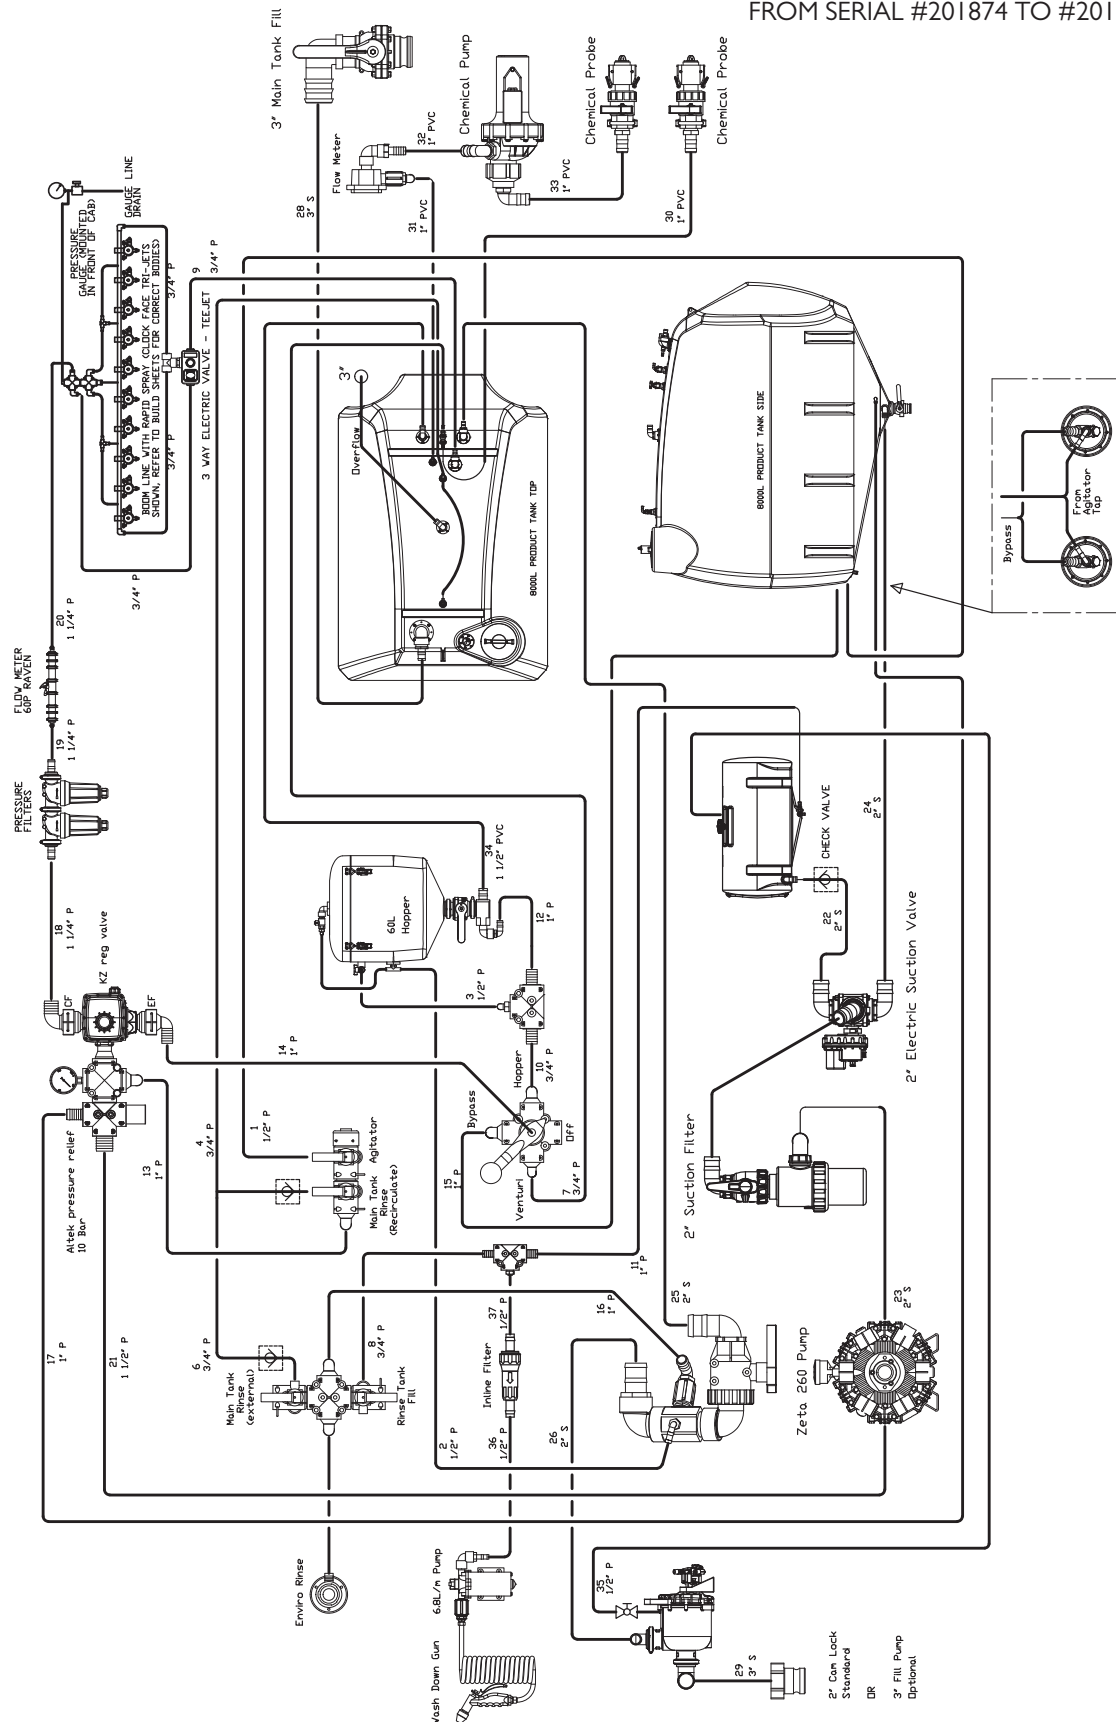 FROM SERIAL #201874 TO #201
3" Main Tank Fill
Chemical Pump
Chemical Probe
Chemical Probe
32
1" PVC
Flow Meter
28
3" S
31
1" PVC
33
1" PVC
30
1" PVC
PRESSURE
GAUGE (MOUNTED
IN FRONT OF CAB)
GAUGE LINE
DRAIN
BOOM LINE WITH RAPID SPRAY (CLOCK FACE TRI-JETS
SHOWN, REFER TO BUILD SHEETS FOR CORRECT BODIES)
3/4" P
3/4" P
9
3/4" P
3 WAY ELECTRIC VALVE - TEEJET
3/4" P
20
1 1/4" P
FLOW METER
60P RAVEN
19
1 1/4" P
PRESSURE
FILTERS
18
1 1/4" P
KZ reg valve
CF
EF
Altek pressure relief
10 Bar
3"
Overflow
8000L PRODUCT TANK TOP
8000L PRODUCT TANK SIDE
Bypass
From
Agitator
Tap
60L
Hopper
34
1 1/2" PVC
12
1" P
3
1/2" P
14
1" P
Hopper
10
3/4" P
Bypass
Off
Venturi
7
3/4" P
15
1" P
1
1/2" P
4
3/4" P
13
1" P
Agitator
Main Tank
Rinse
(Recirculate)
CHECK VALVE
24
2" S
22
2" S
2" Electric Suction Valve
2" Suction Filter
11
1" P
17
1" P
21
1 1/2" P
6
3/4" P
8
3/4" P
Main Tank
Rinse
(external)
Rinse Tank
Fill
37
1/2" P
Inline Filter
36
1/2" P
2
1/2" P
16
1" P
25
2" S
26
2" S
23
2" S
Zeta 260 Pump
Enviro Rinse
6.8L/m Pump
Wash Down Gun
35
1/2" P
29
3" S
2" Cam Lock
Standard
OR
3" Fill Pump
Optional